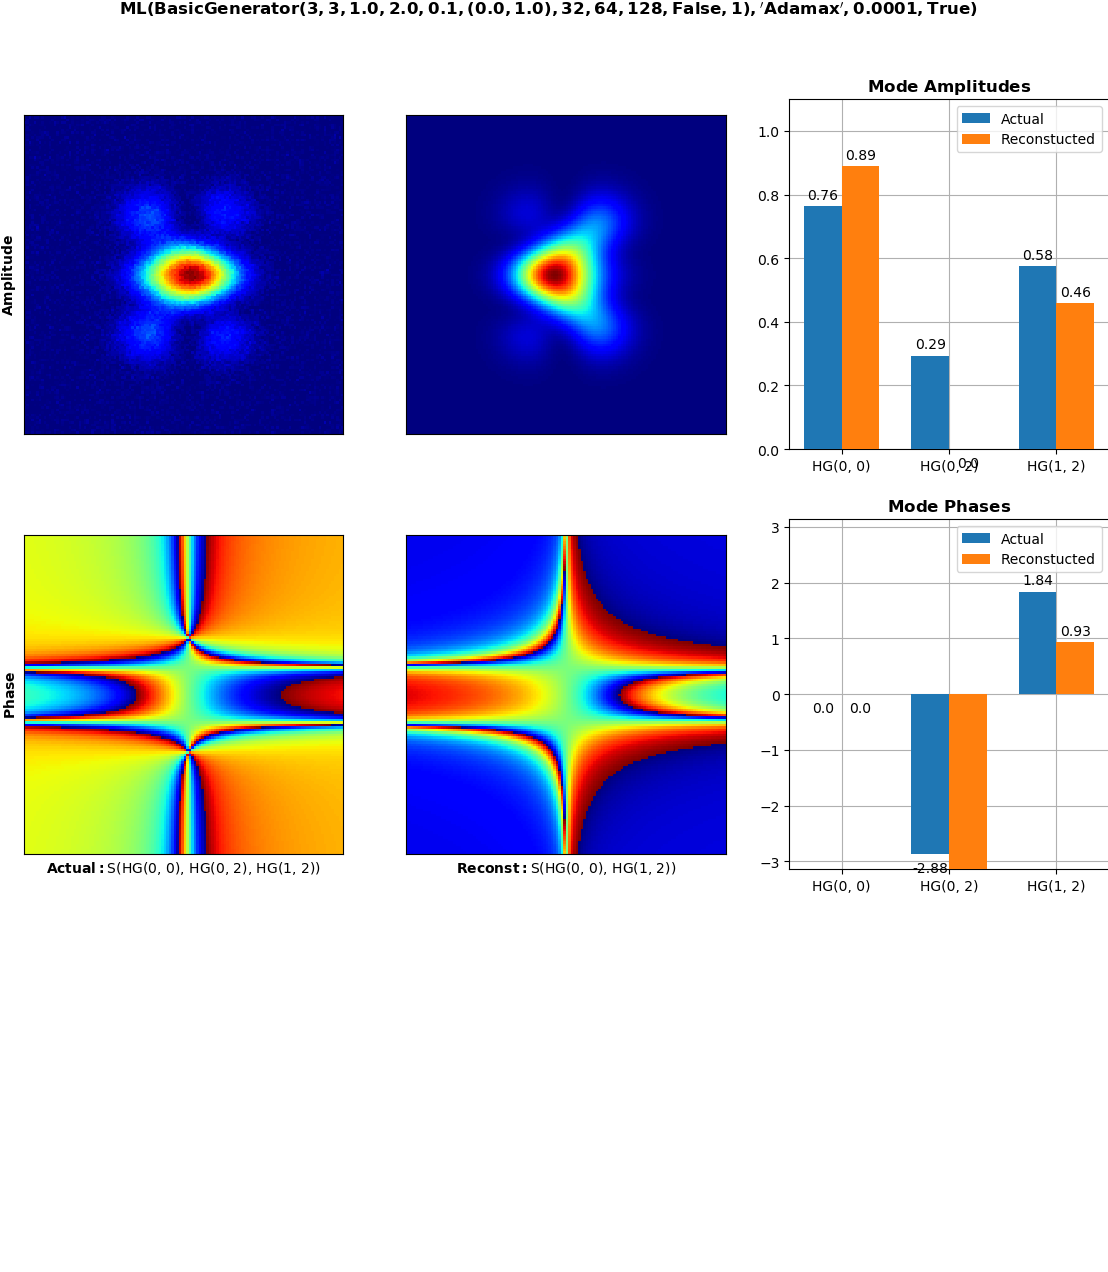 ML(BasicGenerator(3, 3, 1.0, 2.0, 0.1, (0.0, 1.0), 32, 64, 128, False, 1), ′Adamax′, 0.0001, True)
Amplitude
Mode Amplitudes
Actual
Reconstucted
1.0
0.8
0.6
0.4
0.2
0.0
0.76
0.89
0.29
0.0
0.58
0.46
HG(0, 0)
HG(0, 2)
HG(1, 2)
Phase
Actual: S(HG(0, 0), HG(0, 2), HG(1, 2))
Reconst: S(HG(0, 0), HG(1, 2))
Mode Phases
Actual
Reconstucted
3
2
1
0
−1
−2
−3
0.0
0.0
-2.88
1.84
0.93
HG(0, 0)
HG(0, 2)
HG(1, 2)